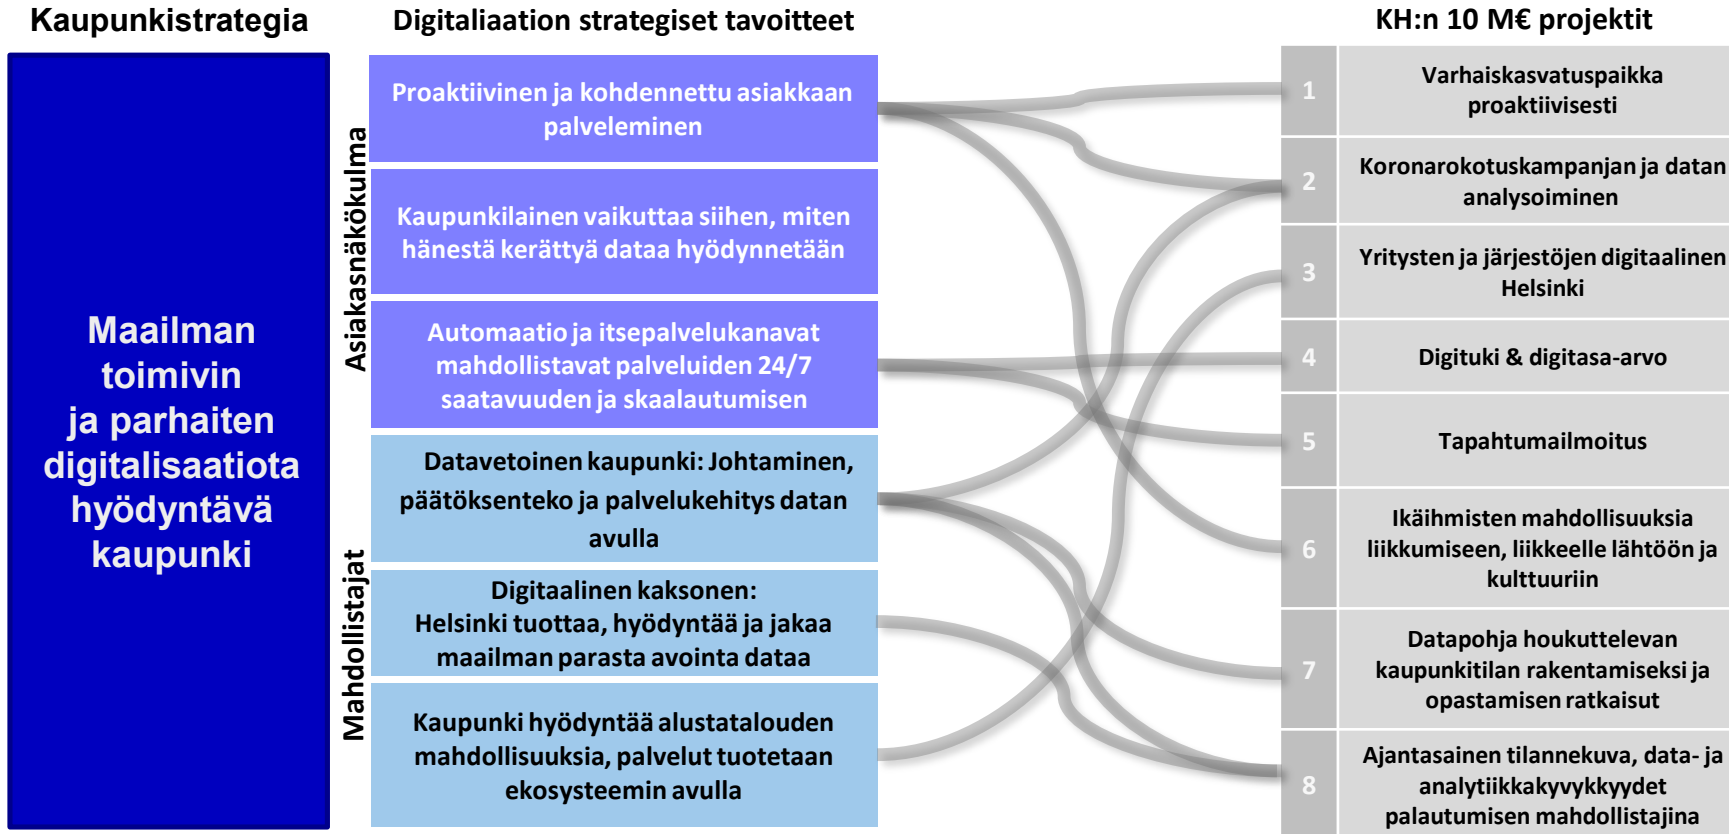 Kaupunkistrategia
Digitaliaation strategiset tavoitteet
KH:n 10 M€ projektit
Maailman
toimivin
ja parhaiten
digitalisaatiota
hyödyntävä
kaupunki
Asiakasnäkökulma
Proaktiivinen ja kohdennettu asiakkaan
palveleminen
Kaupunkilainen vaikuttaa siihen, miten
hänestä kerättyä dataa hyödynnetään
Automaatio ja itsepalvelukanavat
mahdollistavat palveluiden 24/7
saatavuuden ja skaalautumisen
Mahdollistajat
Datavetoinen kaupunki: Johtaminen,
päätöksenteko ja palvelukehitys datan
avulla
Digitaalinen kaksonen:
Helsinki tuottaa, hyödyntää ja jakaa
maailman parasta avointa dataa
Kaupunki hyödyntää alustatalouden
mahdollisuuksia, palvelut tuotetaan
ekosysteemin avulla
1
Varhaiskasvatuspaikka
proaktiivisesti
2
Koronarokotuskampanjan ja datan
analysoiminen
3
Yritysten ja järjestöjen digitaalinen
Helsinki
4
Digituki & digitasa-arvo
5
Tapahtumailmoitus
6
Ikäihmisten mahdollisuuksia
liikkumiseen, liikkeelle lähtöön ja
kulttuuriin
7
Datapohja houkuttelevan
kaupunkitilan rakentamiseksi ja
opastamisen ratkaisut
8
Ajantasainen tilannekuva, data- ja
analytiikkakyvykkyydet
palautumisen mahdollistajina